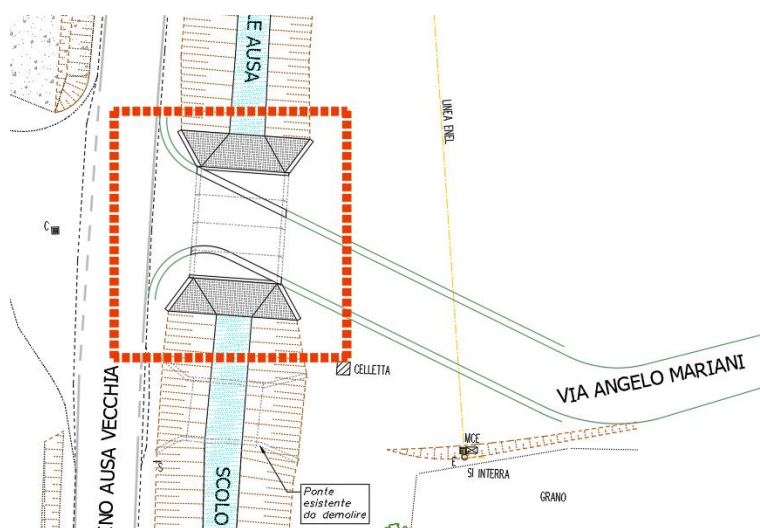 LE AUSA
LINEA ENEL
C
CELLETTA
VIA ANGELO MARIANI
NO AUSA VECCHIA
MCE
E
SI INTERRA
S
SCOLO
Ponte
esistente
da demolire
GRANO